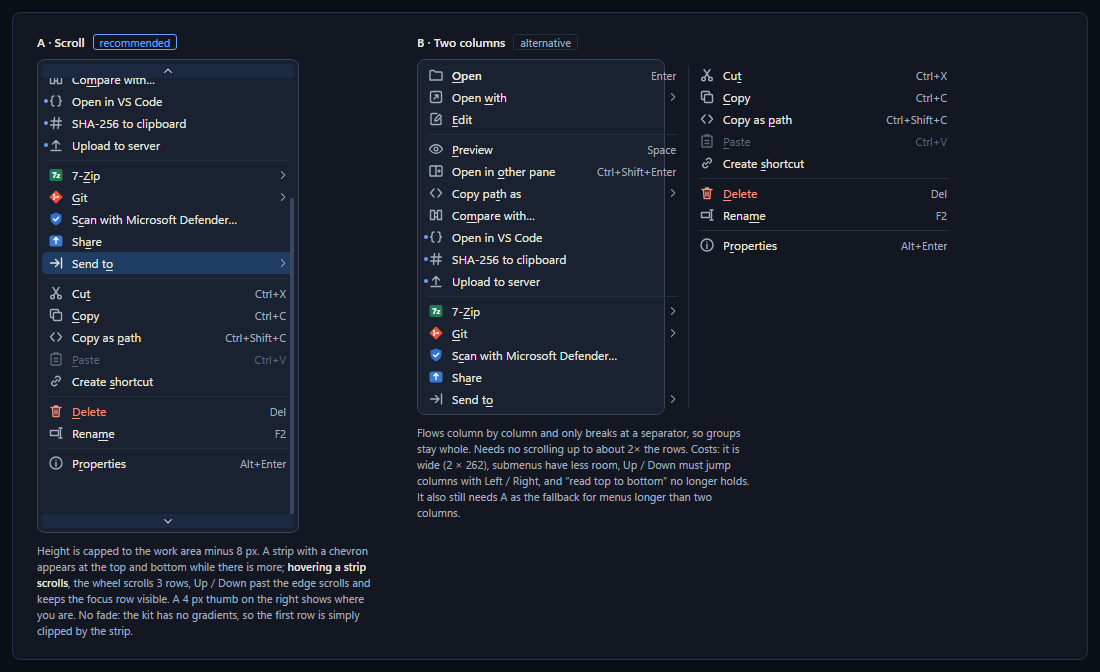 A · Scroll recommended
Compare with...
Open in VS Code
SHA-256 to clipboard
Upload to server
7z 7-Zip
Git
Scan with Microsoft Defender...
Share
Send to
Cut Ctrl+X
Copy Ctrl+C
Copy as path Ctrl+Shift+C
Paste Ctrl+V
Create shortcut
Delete Del
Rename F2
Properties Alt+Enter
Height is capped to the work area minus 8 px. A strip with a chevron
appears at the top and bottom while there is more; hovering a strip
scrolls, the wheel scrolls 3 rows, Up / Down past the edge scrolls and
keeps the focus row visible. A 4 px thumb on the right shows where
you are. No fade: the kit has no gradients, so the first row is simply
clipped by the strip.
B · Two columns alternative
Open Enter
Open with
Edit
Preview Space
Open in other pane Ctrl+Shift+Enter
Copy path as
Compare with...
Open in VS Code
SHA-256 to clipboard
Upload to server
7z 7-Zip
Git
Scan with Microsoft Defender...
Share
Send to
Cut Ctrl+X
Copy Ctrl+C
Copy as path Ctrl+Shift+C
Paste Ctrl+V
Create shortcut
Delete Del
Rename F2
Properties Alt+Enter
Flows column by column and only breaks at a separator, so groups
stay whole. Needs no scrolling up to about 2× the rows. Costs: it is
wide (2 × 262), submenus have less room, Up / Down must jump
columns with Left / Right, and “read top to bottom” no longer holds.
It also still needs A as the fallback for menus longer than two
columns.